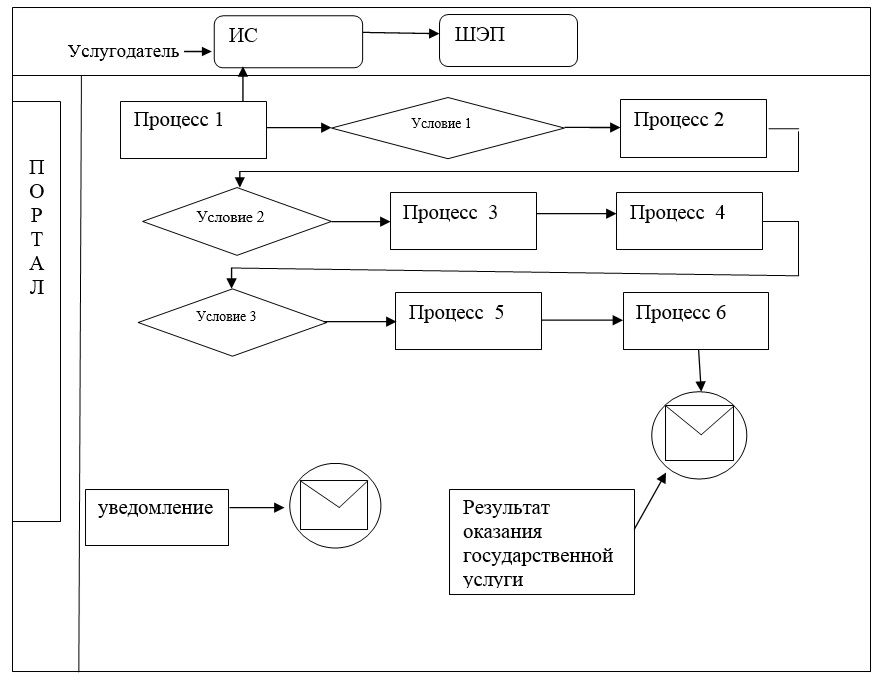 ИС
ШЭП
Услугодатель
Процесс 1
Условие 1
Процесс 2
ПОРТАЛ
Условие 2
Процесс 3
Процесс 4
Условие 3
Процесс 5
Процесс 6
уведомление
Результат
оказания
государственной
услуги